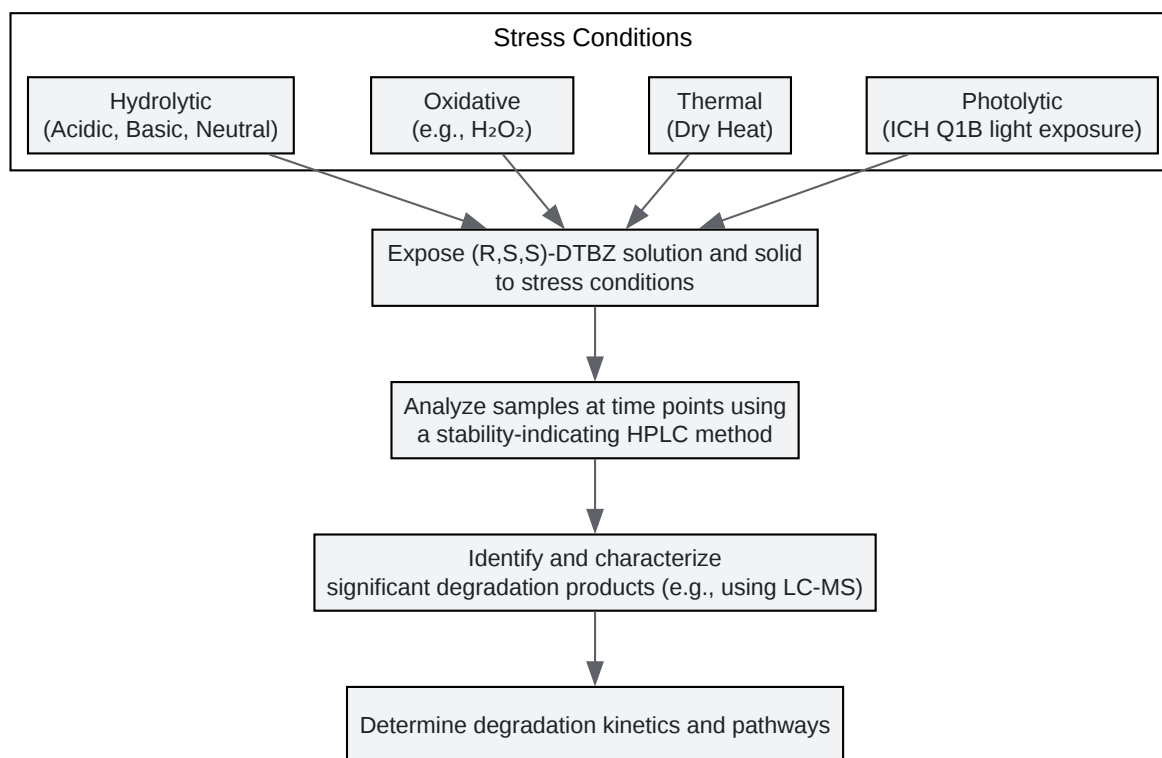 Stress Conditions
Hydrolytic
(Acidic, Basic, Neutral)
Oxidative
(e.g., H₂O₂)
Thermal
(Dry Heat)
Photolytic
(ICH Q1B light exposure)
Expose (R,S,S)-DTBZ solution and solid
to stress conditions
Analyze samples at time points using
a stability-indicating HPLC method
Identify and characterize
significant degradation products (e.g., using LC-MS)
Determine degradation kinetics and pathways